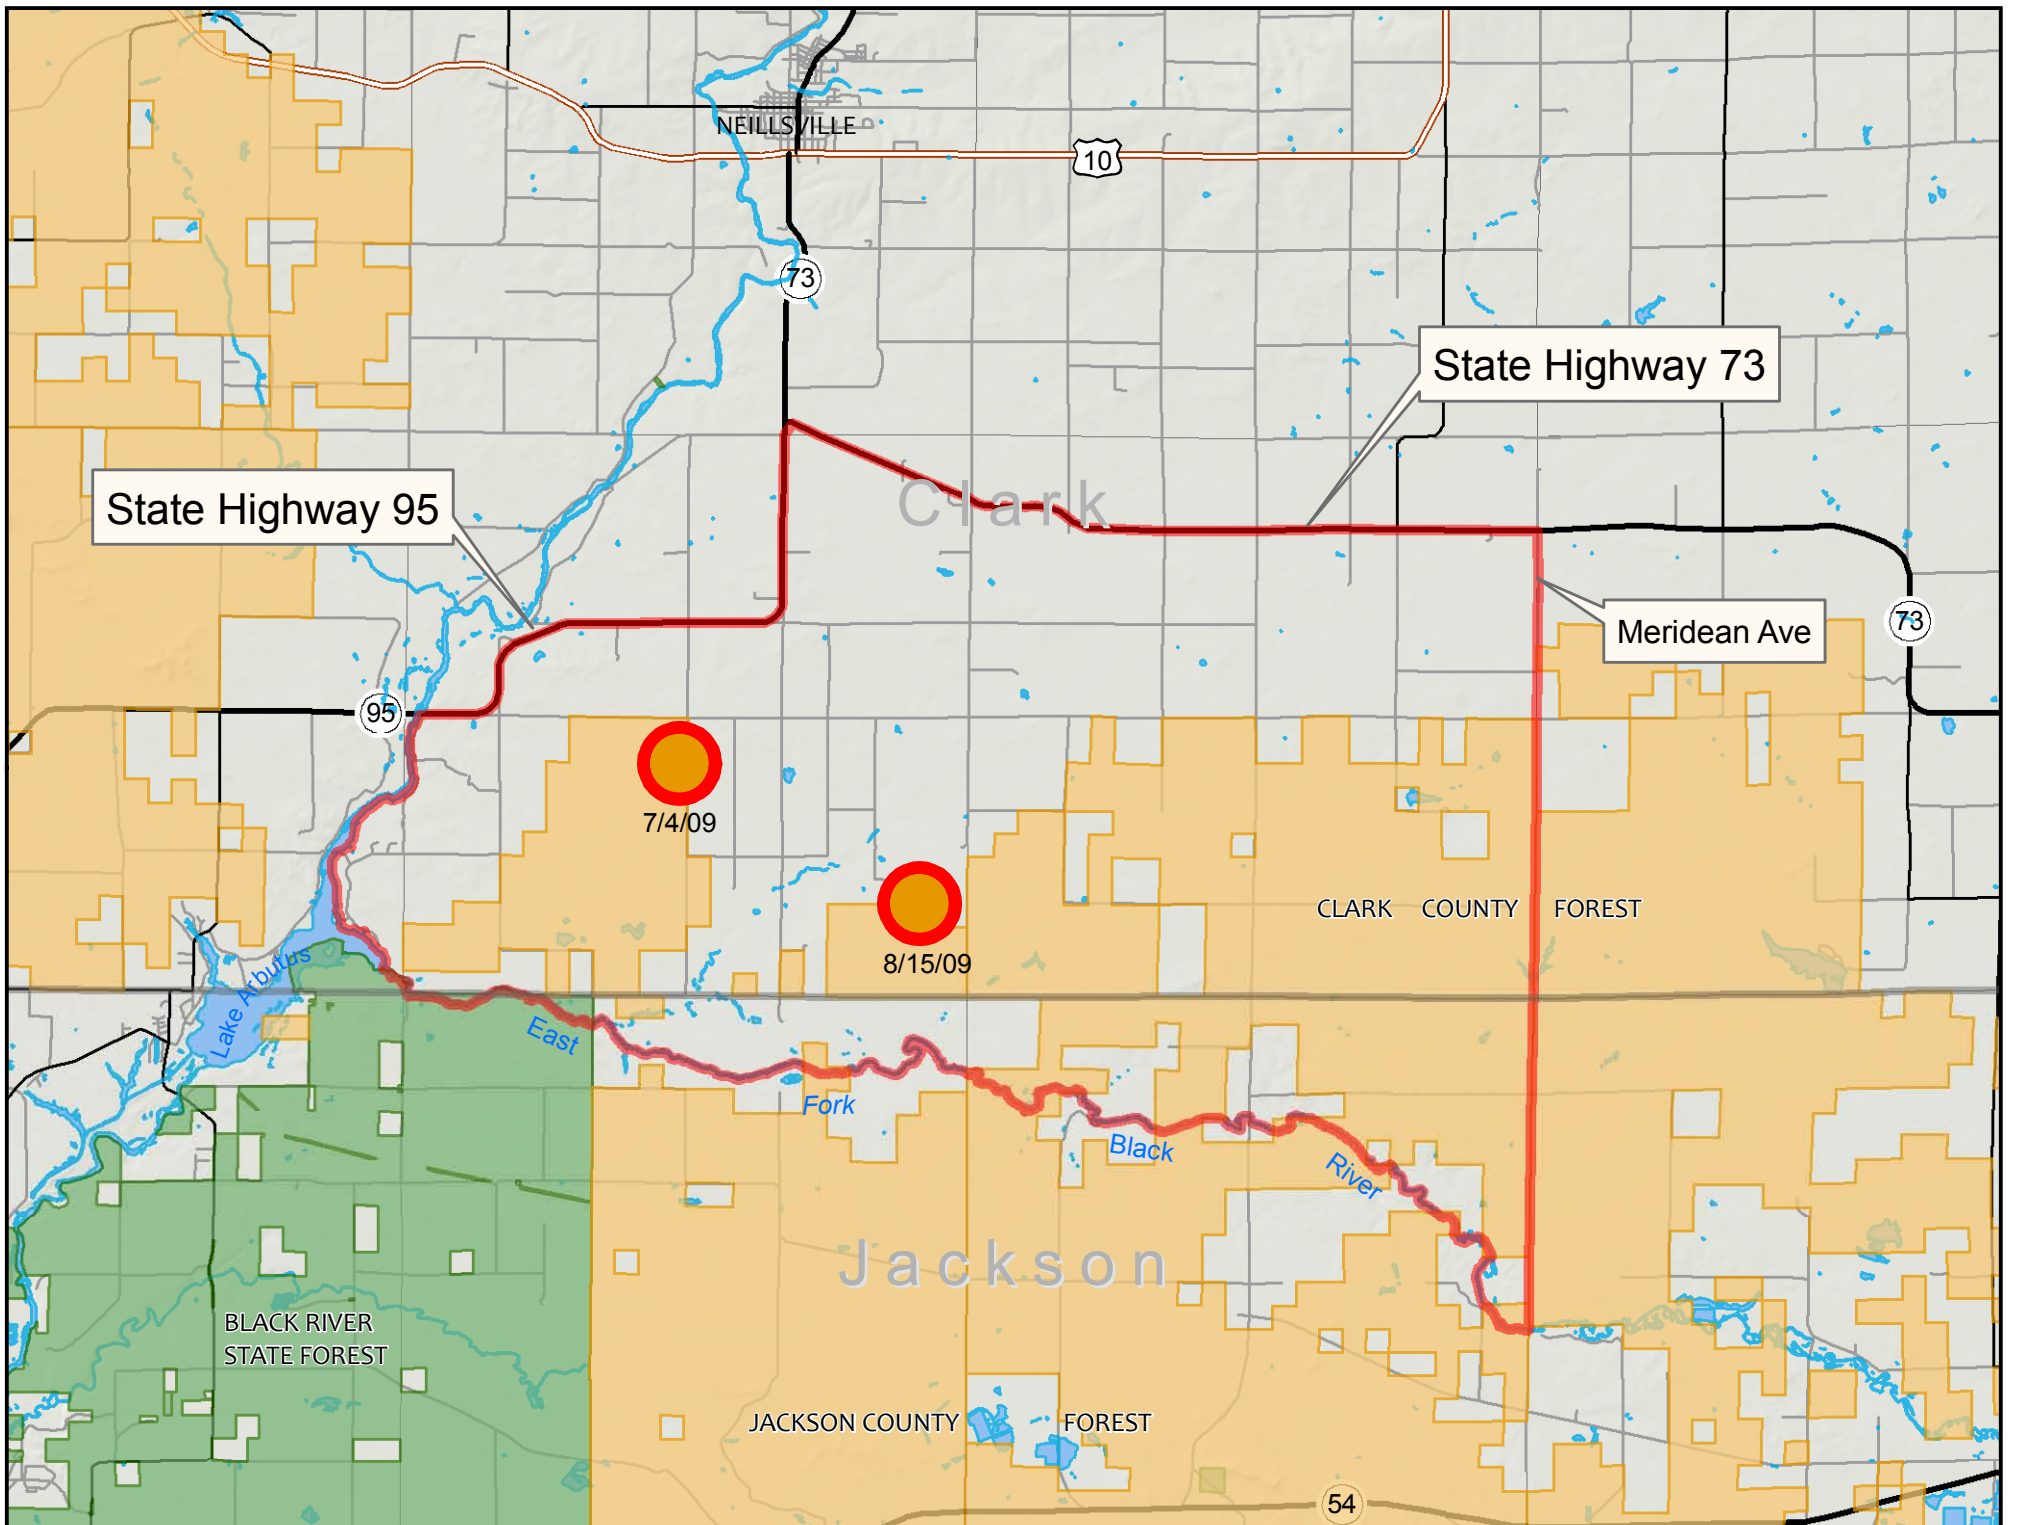 NEILLSVILLE
10
73
State Highway 73
Clark
State Highway 95
73
Meridean Ave
95
7/4/09
CLARK COUNTY FOREST
8/15/09
Lake Arbutus
East
Fork
Black
River
Jackson
BLACK RIVER
STATE FOREST
JACKSON COUNTY FOREST
54